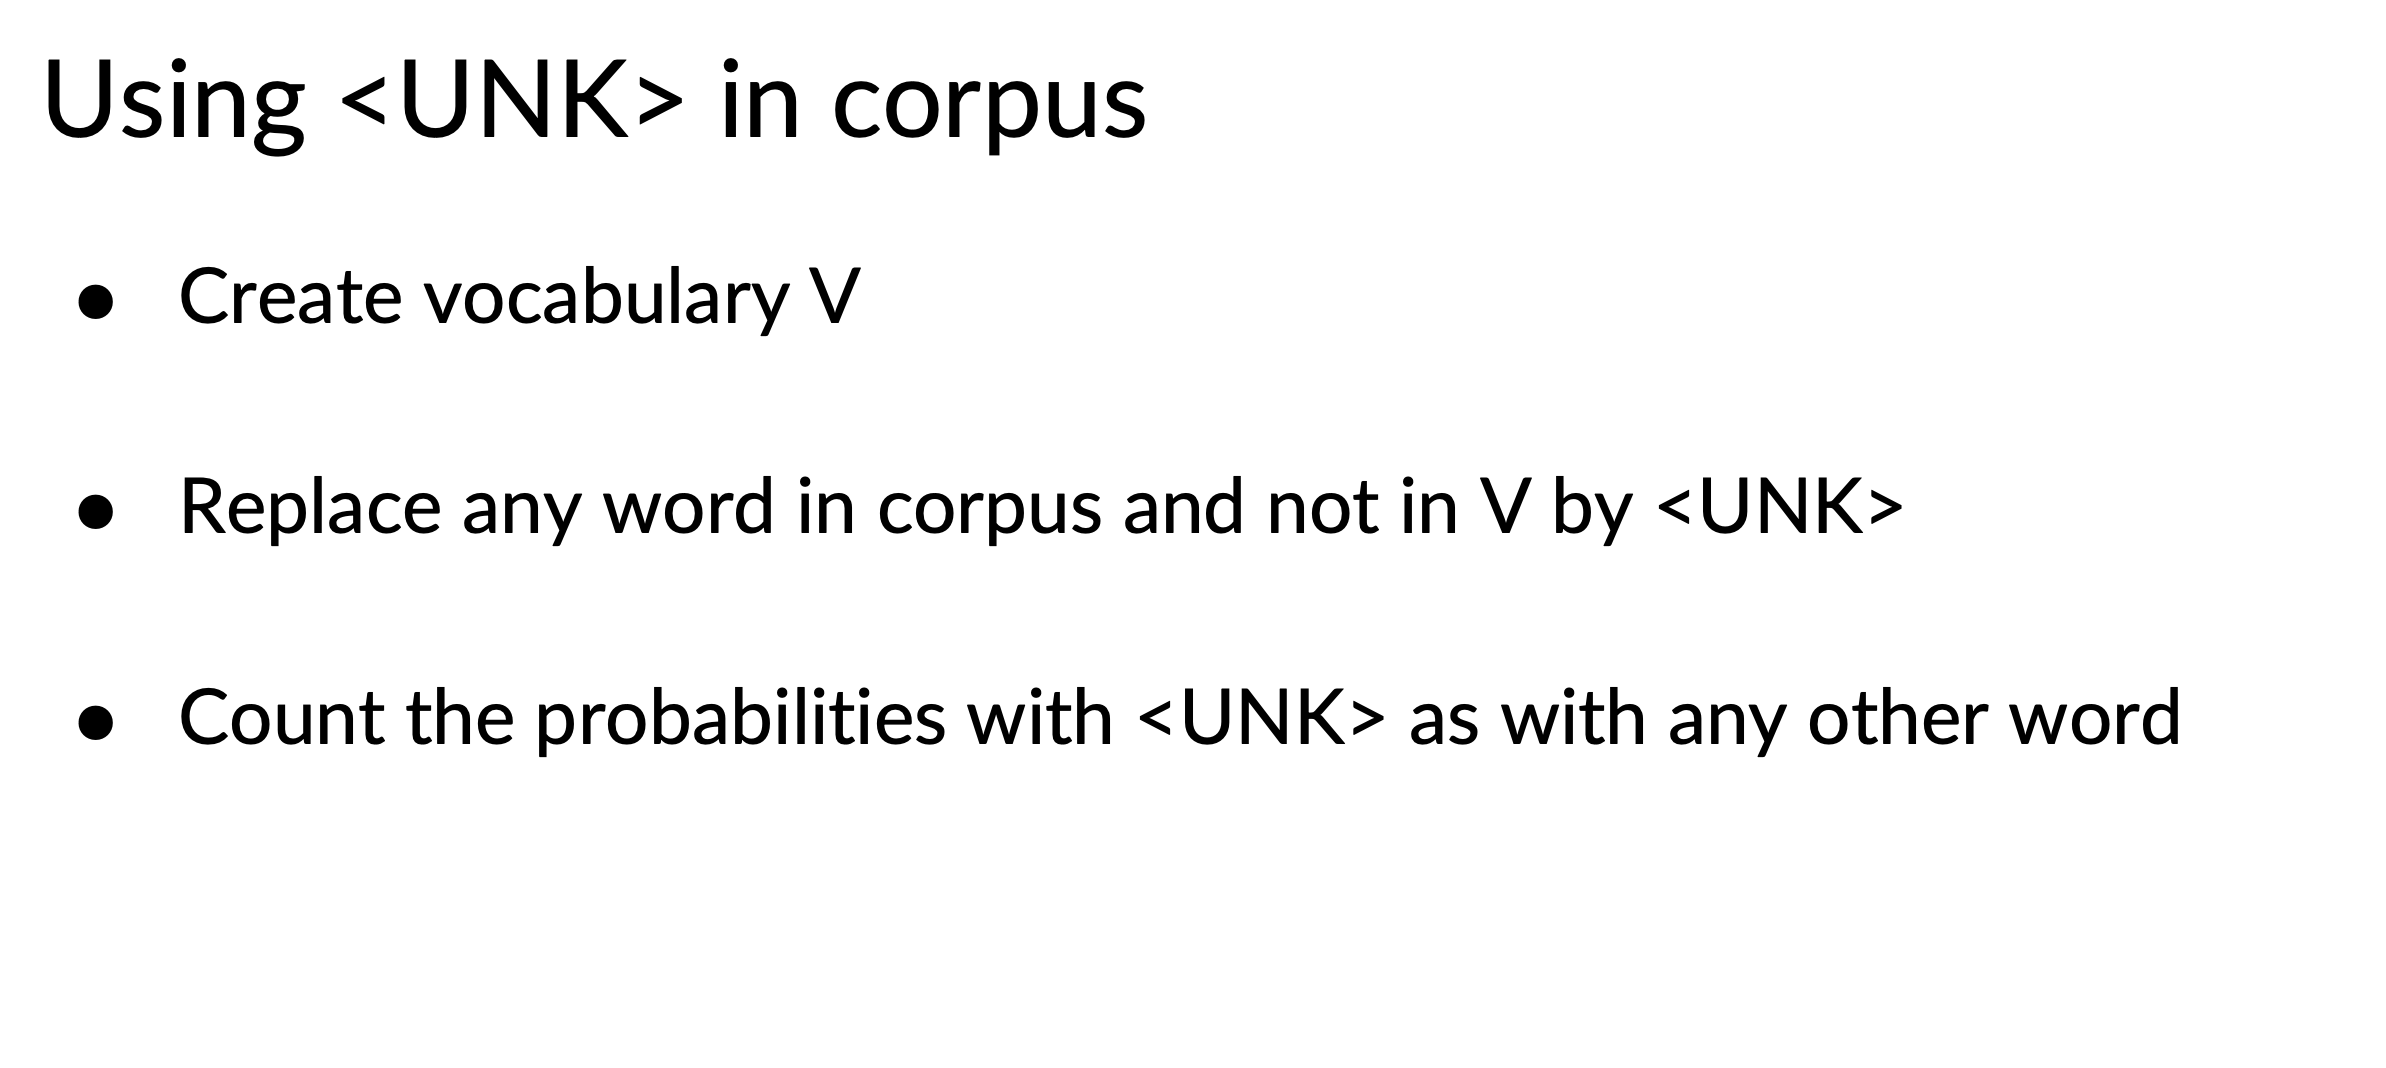 Using <UNK> in corpus
● Create vocabulary V
● Replace any word in corpus and not in V by <UNK>
● Count the probabilities with <UNK> as with any other word